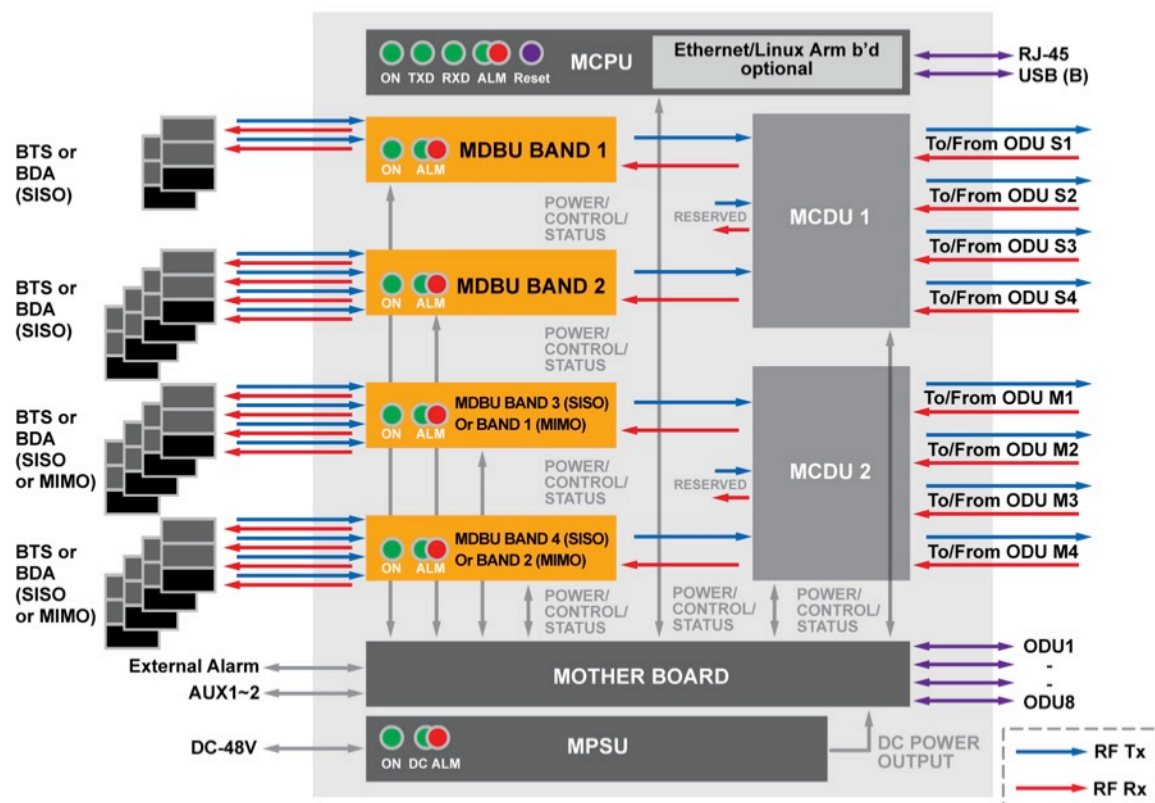 ON TXD RXD ALM Reset
MCPU
Ethernet/Linux Arm b'd
optional
RJ-45
USB (B)
BTS or
BDA
(SISO)
ON ALM
MDBU BAND 1
POWER/
CONTROL/
STATUS
RESERVED
MCDU 1
To/From ODU S1
To/From ODU S2
To/From ODU S3
To/From ODU S4
BTS or
BDA
(SISO)
ON ALM
MDBU BAND 2
POWER/
CONTROL/
STATUS
BTS or
BDA
(SISO
or MIMO)
ON ALM
MDBU BAND 3 (SISO)
Or BAND 1 (MIMO)
POWER/
CONTROL/
STATUS
RESERVED
MCDU 2
To/From ODU M1
To/From ODU M2
To/From ODU M3
To/From ODU M4
BTS or
BDA
(SISO
or MIMO)
ON ALM
MDBU BAND 4 (SISO)
Or BAND 2 (MIMO)
POWER/
CONTROL/
STATUS
POWER/
CONTROL/
STATUS
POWER/
CONTROL/
STATUS
External Alarm
AUX1~2
MOTHER BOARD
ODU1
-
-
ODU8
DC-48V
ON DC ALM
MPSU
DC POWER
OUTPUT
RF Tx
RF Rx